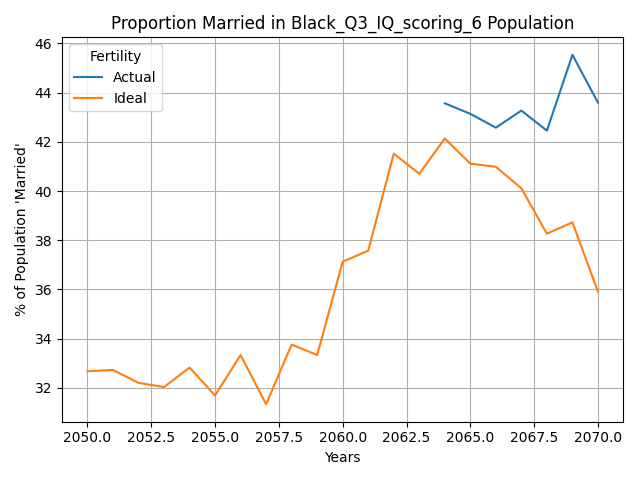 Proportion Married in Black_Q3_IQ_scoring_6 Population
Fertility
Actual
Ideal
% of Population 'Married'
46
44
42
40
38
36
34
32
2050.0 2052.5 2055.0 2057.5 2060.0 2062.5 2065.0 2067.5 2070.0
Years